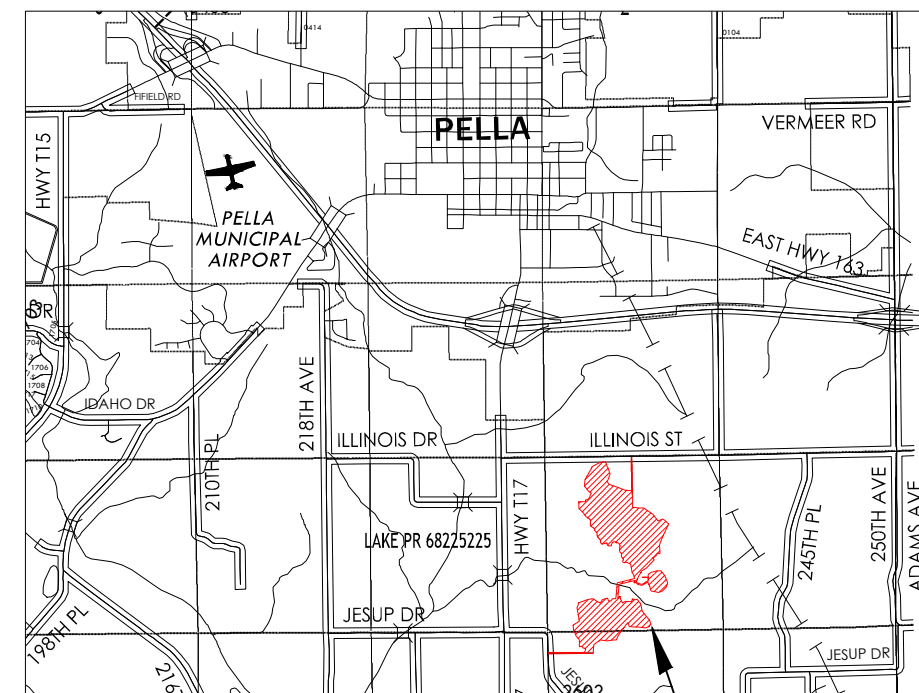 0414
0104
FIFIELD RD
PELLA
VERMEER RD
HWY T15
PELLA
MUNICIPAL
AIRPORT
EAST HWY 163
DR
1704
1706
1708
IDAHO DR
218TH AVE
210TH PL
ILLINOIS DR
ILLINOIS ST
HWY T17
LAKE PR 68225225
245TH PL
250TH AVE
ADAMS AVE
JESUP DR
198TH PL
JESUP DR